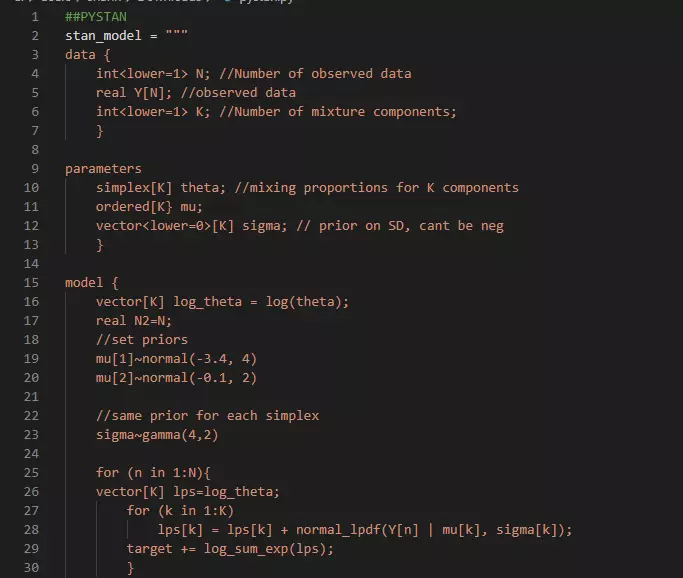 1 ##PYSTAN
2 stan_model = """
3 data {
4 int<lower=1> N; //Number of observed data
5 real Y[N]; //observed data
6 int<lower=1> K; //Number of mixture components;
7 }
8
9 parameters
10 simplex[K] theta; //mixing proportions for K components
11 ordered[K} mu;
12 vector<lower=0>[K] sigma; // prior on SD, cant be neg
13 }
14
15 model {
16 vector[K] log_theta = log(theta);
17 real N2=N;
18 //set priors
19 mu[1]~normal(-3.4, 4)
20 mu[2]~normal(-0.1, 2)
21
22 //same prior for each simplex
23 sigma~gamma(4,2)
24
25 for (n in 1:N){
26 vector[K] lps=log_theta;
27 for (k in 1:K)
28 lps[k] = lps[k] + normal_lpdf(Y[n] | mu[k], sigma[k]);
29 target += log_sum_exp(lps);
30 }